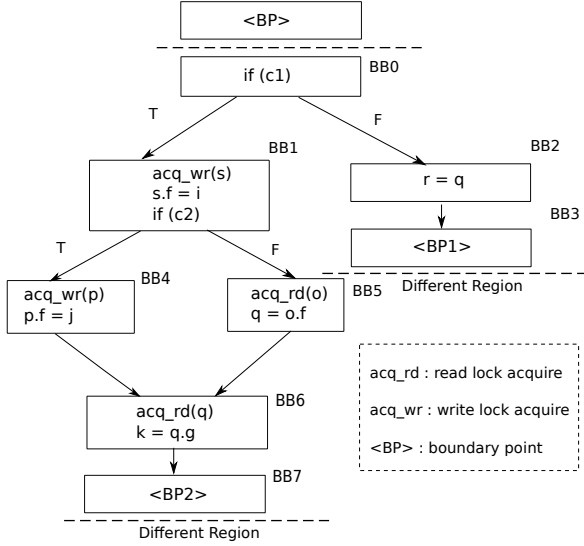 <BP>
BB0
if (c1)
T
F
BB1
BB2
acq_wr(s)
s.f = i
if (c2)
r = q
BB3
<BP1>
T
F
Different Region
BB4
acq_wr(p)
p.f = j
BB5
acq_rd(o)
q = o.f
acq_rd : read lock acquire
acq_wr : write lock acquire
<BP> : boundary point
BB6
acq_rd(q)
k = q.g
BB7
<BP2>
Different Region